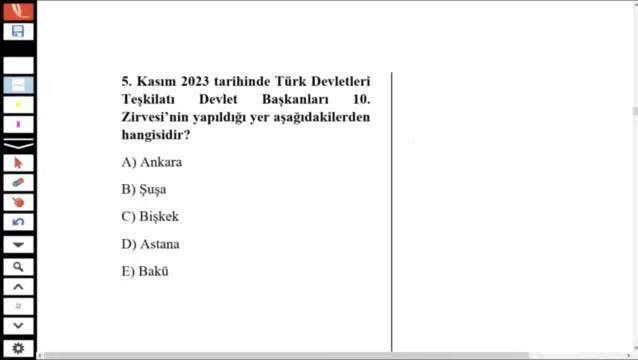 5. Kasım 2023 tarihinde Türk Devletleri
Teşkilatı Devlet Başkanları 10.
Zirvesi’nin yapıldığı yer aşağıdakilerden
hangisidir?
A) Ankara
B) Şuşa
C) Bişkek
D) Astana
E) Bakü
22